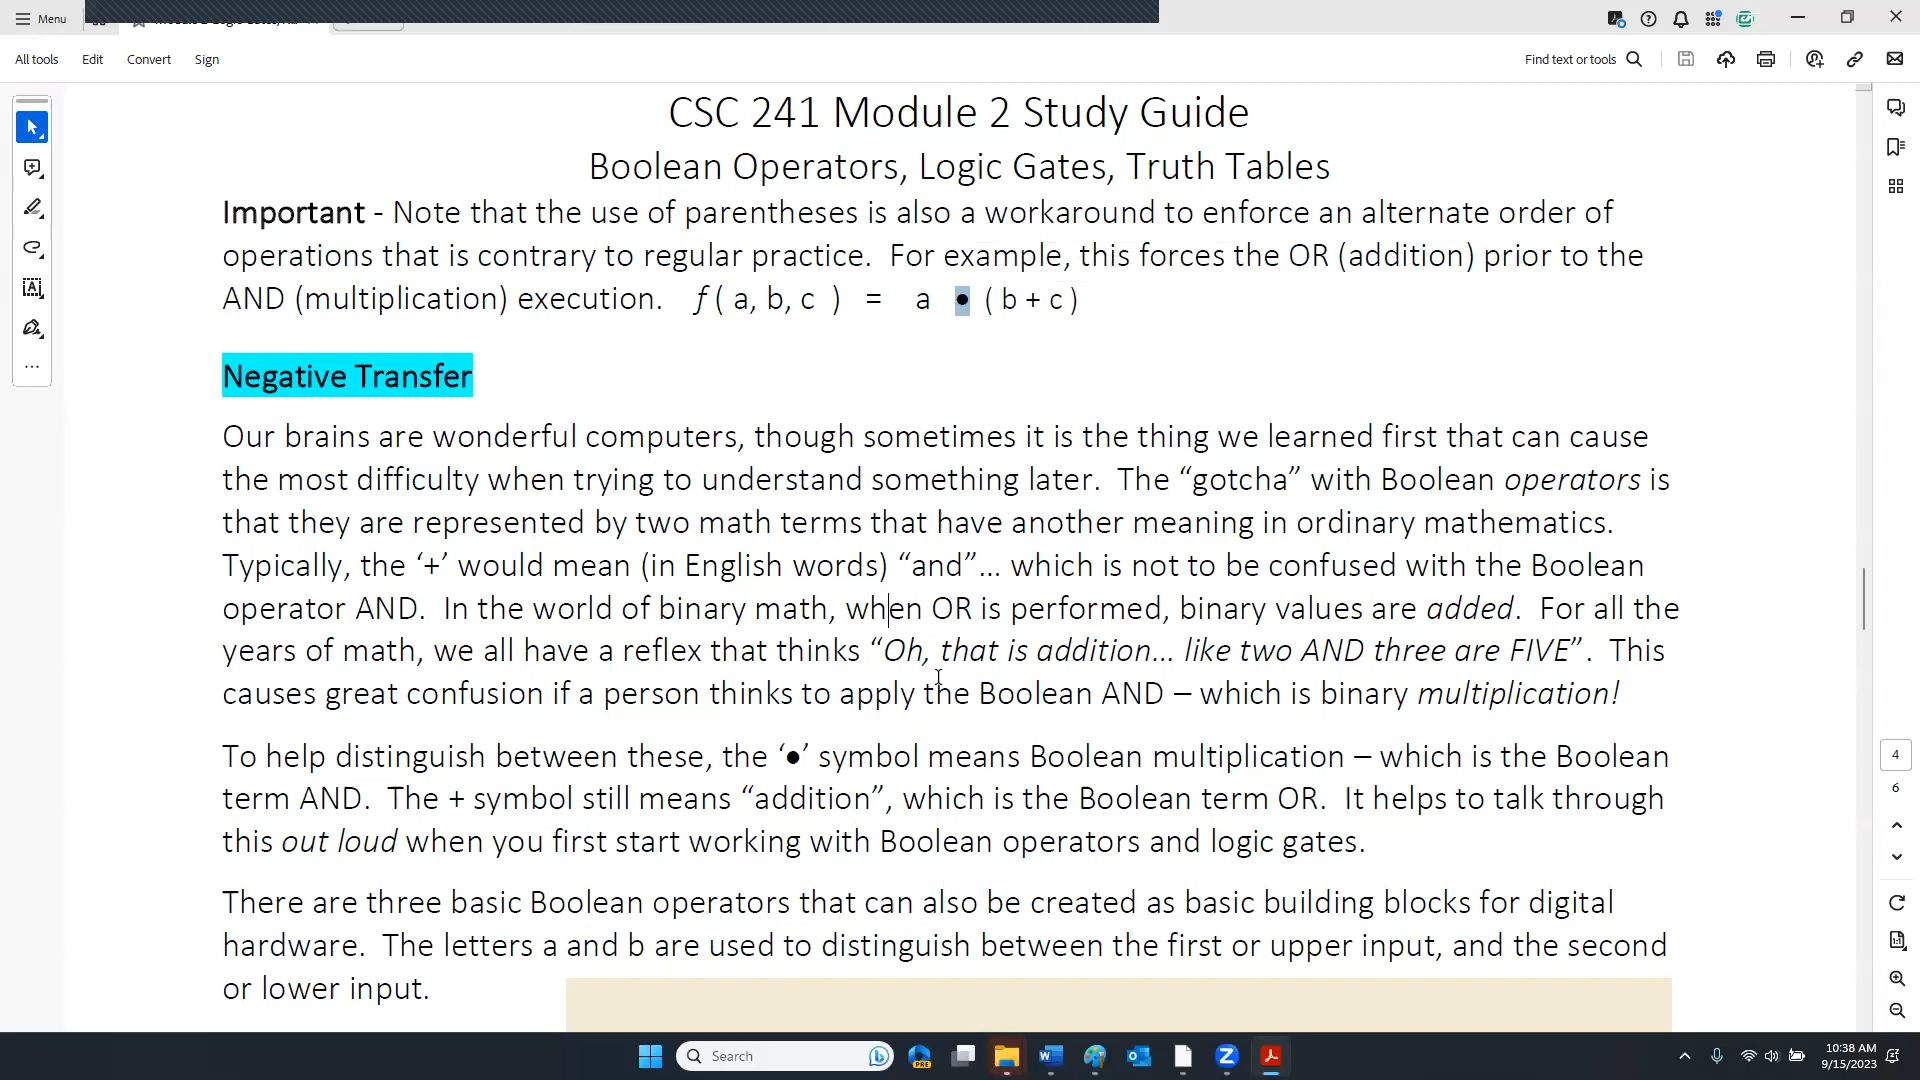 Menu
All tools Edit Convert Sign
Find text or tools
CSC 241 Module 2 Study Guide
Boolean Operators, Logic Gates, Truth Tables
Important - Note that the use of parentheses is also a workaround to enforce an alternate order of
operations that is contrary to regular practice.  For example, this forces the OR (addition) prior to the
AND (multiplication) execution.   f ( a, b, c  )  =   a  ●  ( b + c )
Negative Transfer
Our brains are wonderful computers, though sometimes it is the thing we learned first that can cause
the most difficulty when trying to understand something later.  The “gotcha” with Boolean operators is
that they are represented by two math terms that have another meaning in ordinary mathematics.
Typically, the ‘+’ would mean (in English words) “and”… which is not to be confused with the Boolean
operator AND.  In the world of binary math, when OR is performed, binary values are added.  For all the
years of math, we all have a reflex that thinks “Oh, that is addition… like two AND three are FIVE”.  This
causes great confusion if a person thinks to apply the Boolean AND – which is binary multiplication!
To help distinguish between these, the ‘●’ symbol means Boolean multiplication – which is the Boolean
term AND.  The + symbol still means “addition”, which is the Boolean term OR.  It helps to talk through
this out loud when you first start working with Boolean operators and logic gates.
There are three basic Boolean operators that can also be created as basic building blocks for digital
hardware.  The letters a and b are used to distinguish between the first or upper input, and the second
or lower input.
4
6
Search
PRE
10:38 AM
9/15/2023